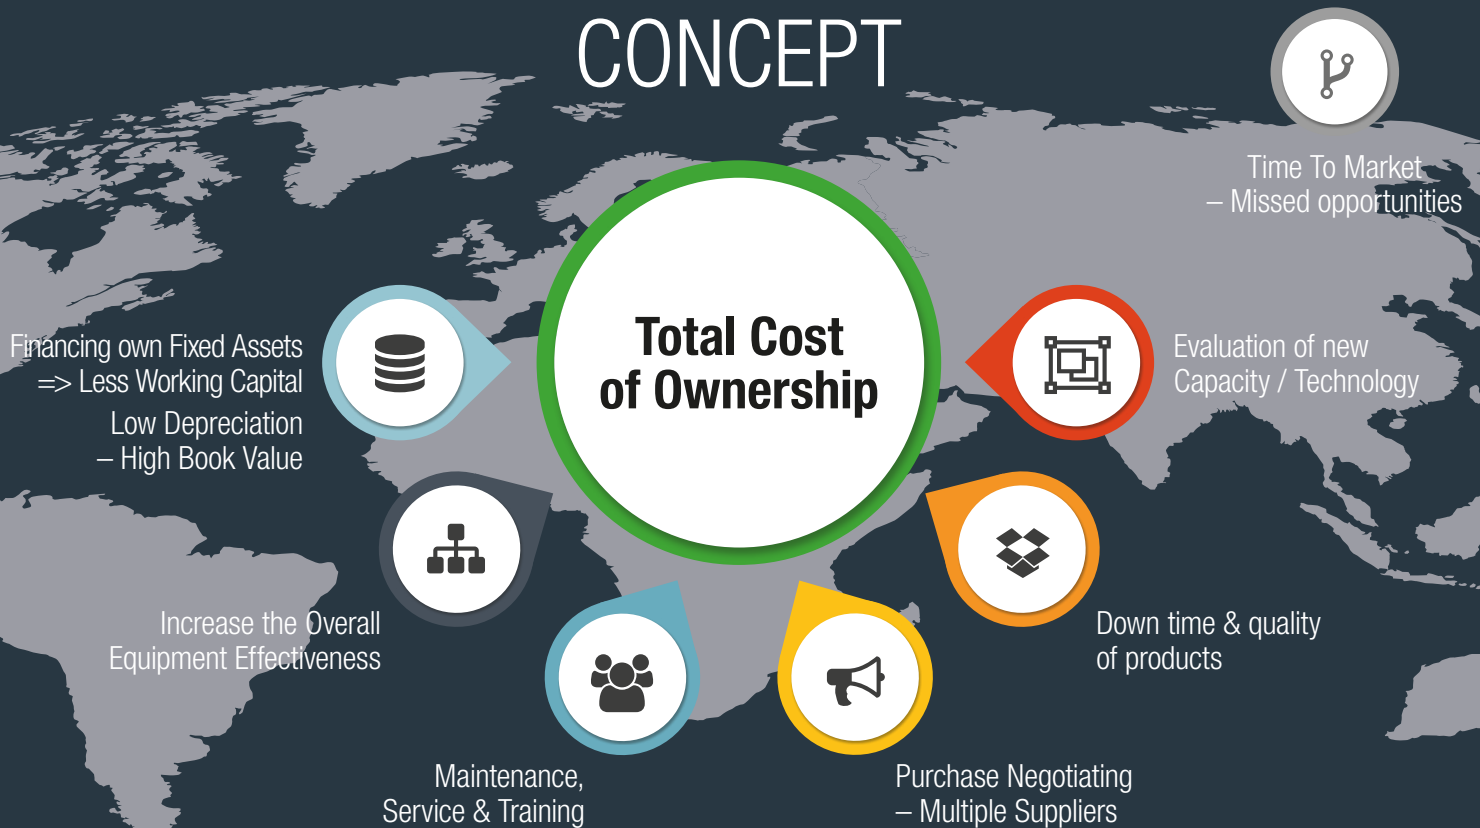 CONCEPT
Time To Market
– Missed opportunities
Total Cost
of Ownership
Financing own Fixed Assets
=> Less Working Capital
Low Depreciation
– High Book Value
Evaluation of new
Capacity / Technology
Increase the Overall
Equipment Effectiveness
Down time & quality
of products
Maintenance,
Service & Training
Purchase Negotiating
– Multiple Suppliers